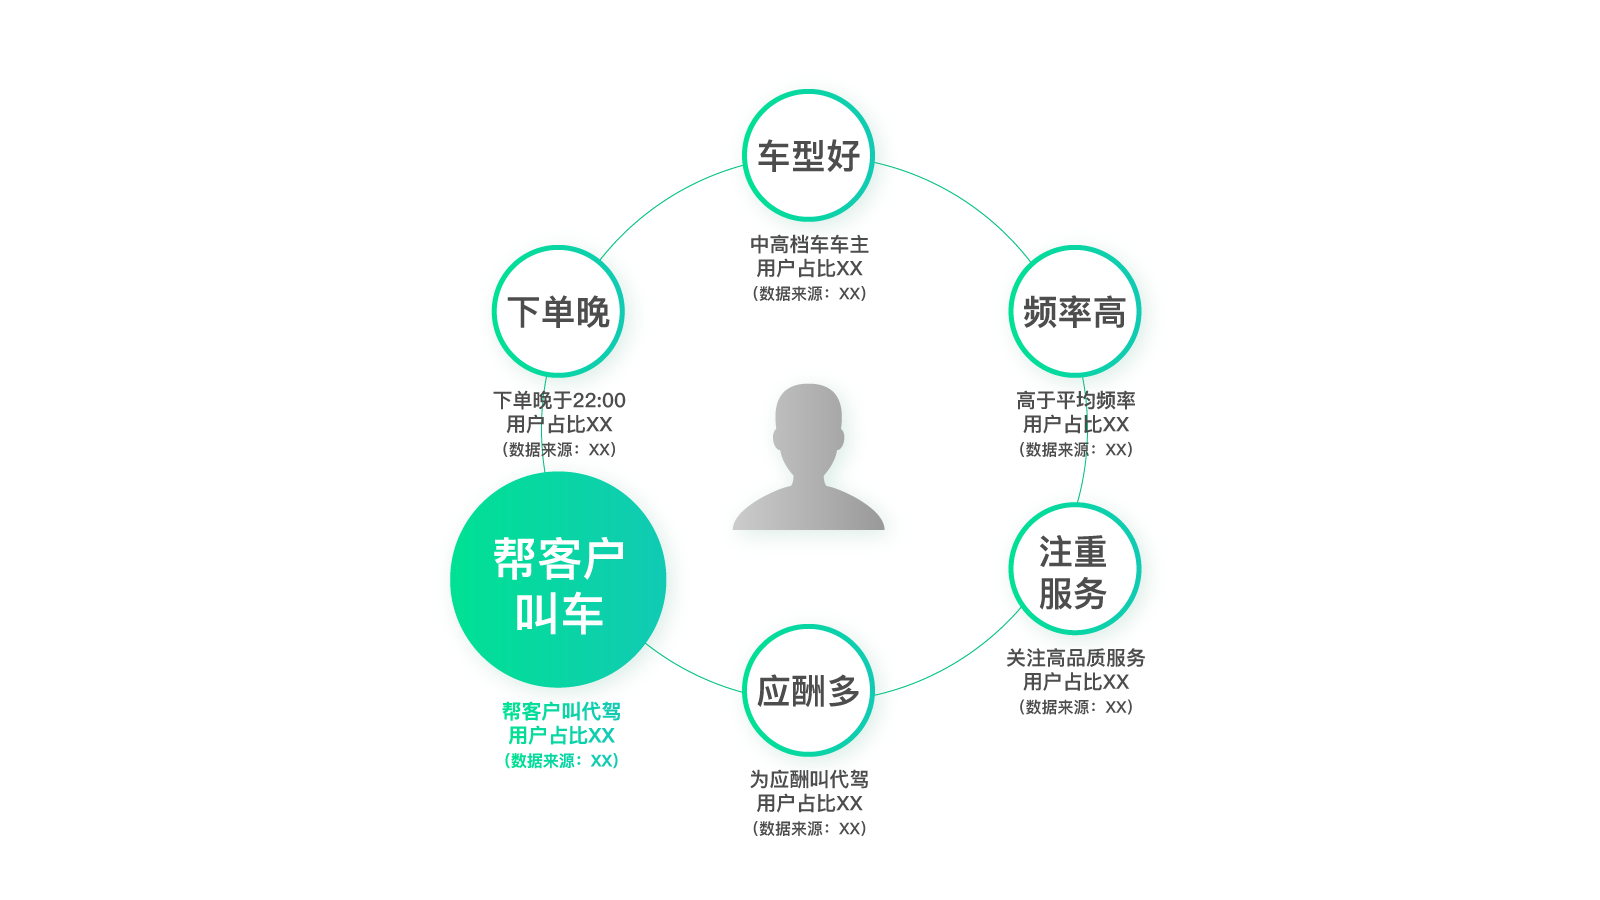 车型好
中高档车车主
用户占比XX
（数据来源：XX）
频率高
高于平均频率
用户占比XX
（数据来源：XX）
注重
服务
关注高品质服务
用户占比XX
（数据来源：XX）
应酬多
为应酬叫代驾
用户占比XX
（数据来源：XX）
帮客户
叫车
帮客户叫代驾
用户占比XX
（数据来源：XX）
下单晚
下单晚于22:00
用户占比XX
（数据来源：XX）